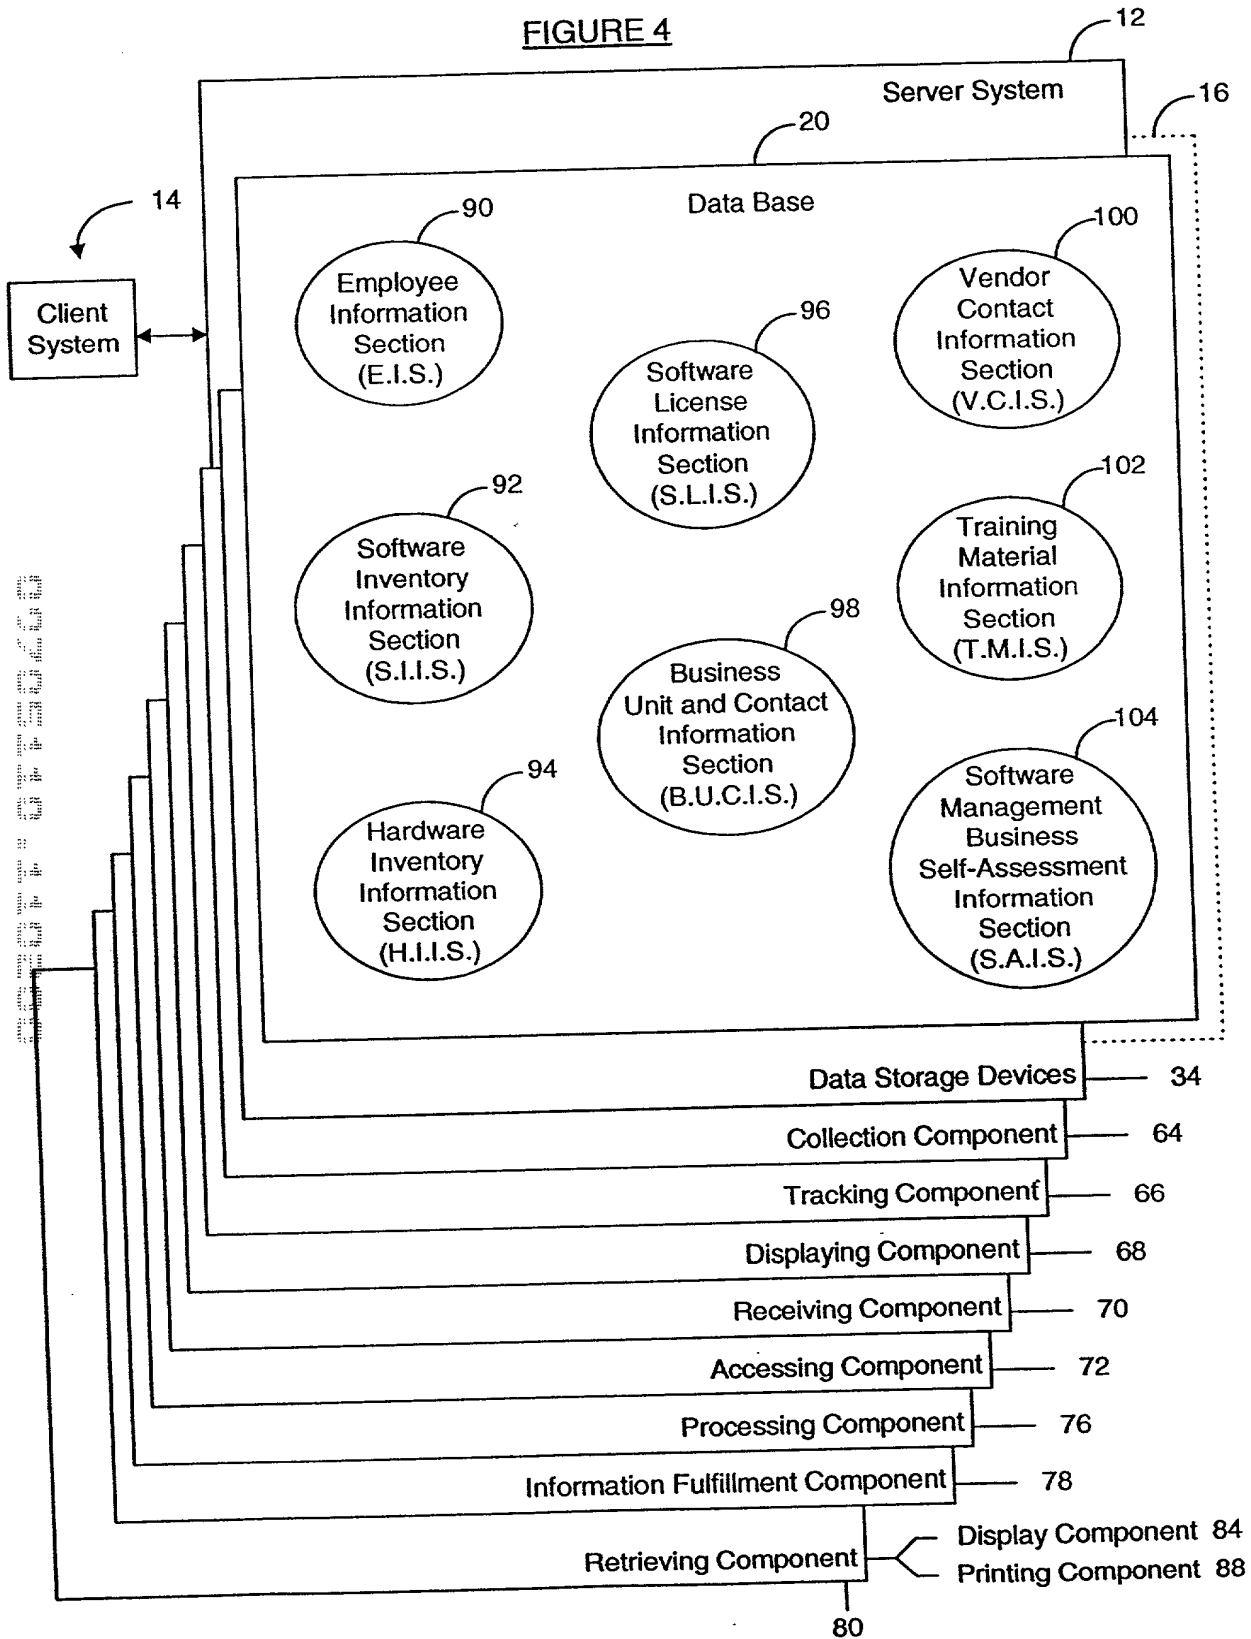 FIGURE 4
12
Server System
16
20
Data Base
14
Client
System
90
Employee
Information
Section
(E.I.S.)
96
Software
License
Information
Section
(S.L.I.S.)
100
Vendor
Contact
Information
Section
(V.C.I.S.)
92
Software
Inventory
Information
Section
(S.I.I.S.)
98
Business
Unit and Contact
Information
Section
(B.U.C.I.S.)
102
Training
Material
Information
Section
(T.M.I.S.)
94
Hardware
Inventory
Information
Section
(H.I.I.S.)
104
Software
Management
Business
Self-Assessment
Information
Section
(S.A.I.S.)
Data Storage Devices 34
Collection Component 64
Tracking Component 66
Displaying Component 68
Receiving Component 70
Accessing Component 72
Processing Component 76
Information Fulfillment Component 78
Retrieving Component
Display Component 84
Printing Component 88
80